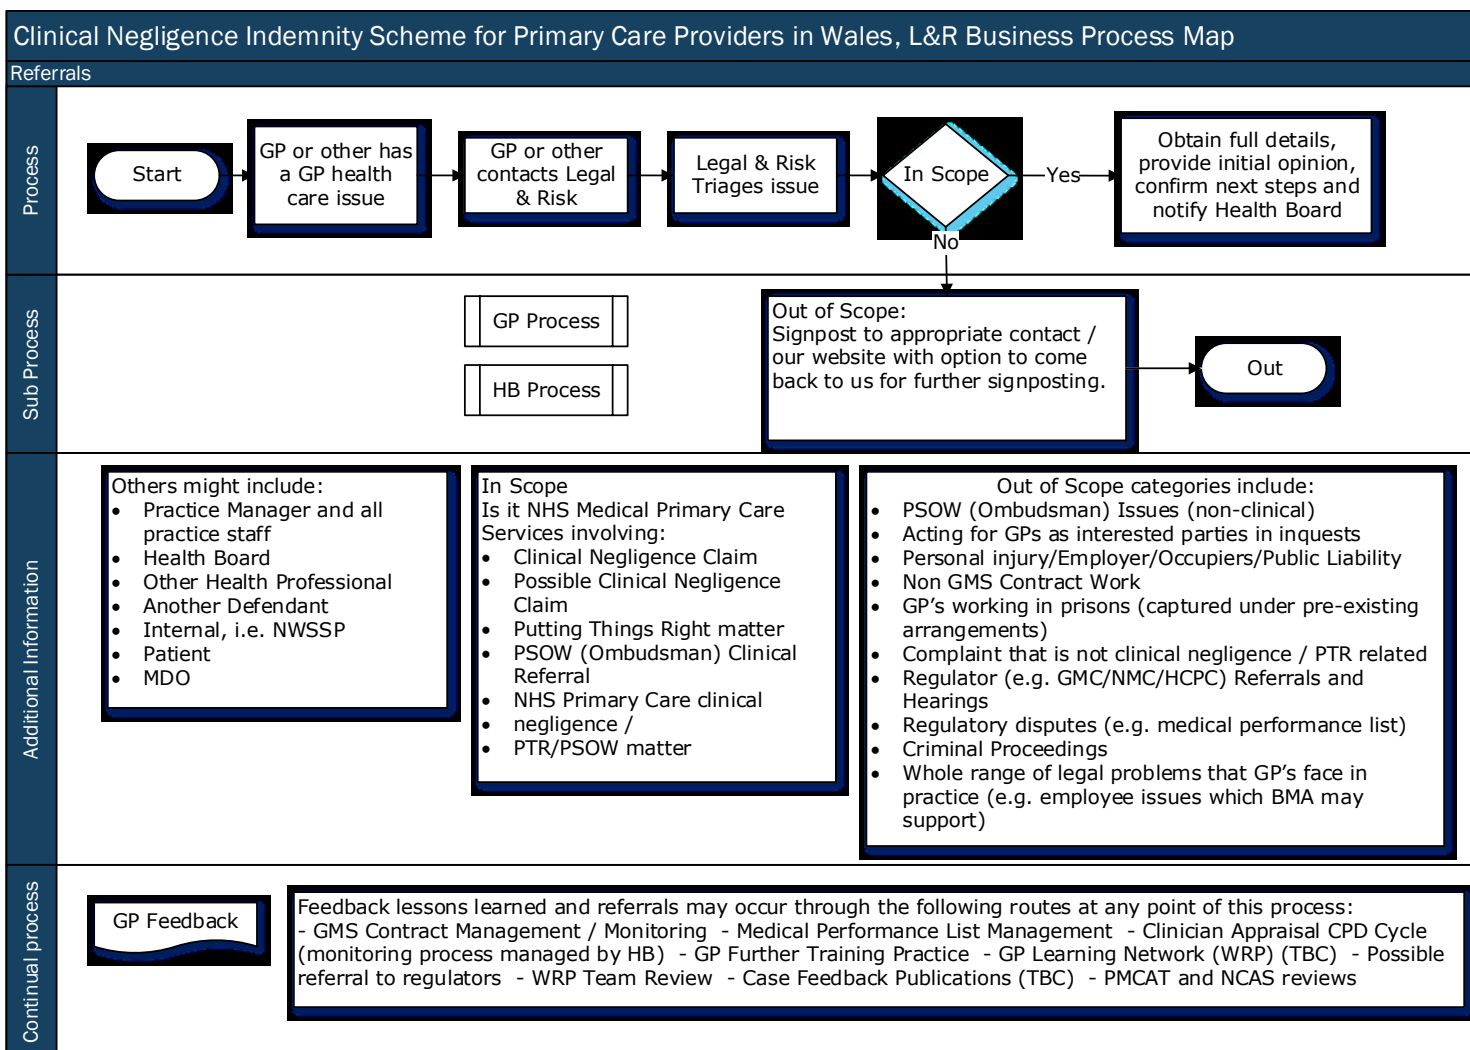 Clinical Negligence Indemnity Scheme for Primary Care Providers in Wales, L&R Business Process Map
Referrals
Process
Start
GP or other has
a GP health
care issue
GP or other
contacts Legal
& Risk
Legal & Risk
Triages issue
In Scope
Yes
No
Obtain full details,
provide initial opinion,
confirm next steps and
notify Health Board
Sub Process
GP Process
HB Process
Out of Scope:
Signpost to appropriate contact /
our website with option to come
back to us for further signposting.
Out
Additional Information
Others might include:
• Practice Manager and all
practice staff
• Health Board
• Other Health Professional
• Another Defendant
• Internal, i.e. NWSSP
• Patient
• MDO
In Scope
Is it NHS Medical Primary Care
Services involving:
• Clinical Negligence Claim
• Possible Clinical Negligence
Claim
• Putting Things Right matter
• PSOW (Ombudsman) Clinical
Referral
• NHS Primary Care clinical
• negligence /
• PTR/PSOW matter
Out of Scope categories include:
• PSOW (Ombudsman) Issues (non-clinical)
• Acting for GPs as interested parties in inquests
• Personal injury/Employer/Occupiers/Public Liability
• Non GMS Contract Work
• GP’s working in prisons (captured under pre-existing
arrangements)
• Complaint that is not clinical negligence / PTR related
• Regulator (e.g. GMC/NMC/HCPC) Referrals and
Hearings
• Regulatory disputes (e.g. medical performance list)
• Criminal Proceedings
• Whole range of legal problems that GP’s face in
practice (e.g. employee issues which BMA may
support)
Continual process
GP Feedback
Feedback lessons learned and referrals may occur through the following routes at any point of this process:
- GMS Contract Management / Monitoring - Medical Performance List Management - Clinician Appraisal CPD Cycle
(monitoring process managed by HB) - GP Further Training Practice - GP Learning Network (WRP) (TBC) - Possible
referral to regulators - WRP Team Review - Case Feedback Publications (TBC) - PMCAT and NCAS reviews